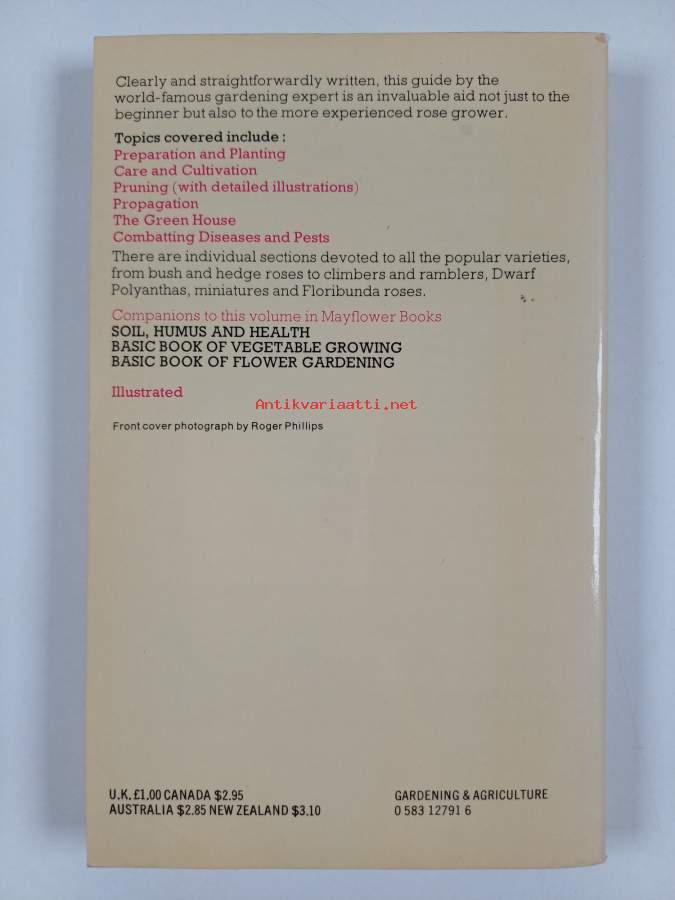 Clearly and straightforwardly written, this guide by the
world-famous gardening expert is an invaluable aid not just to the
beginner but also to the more experienced rose grower.
Topics covered include :
Preparation and Planting
Care and Cultivation
Pruning (with detailed illustrations)
Propagation
The Green House
Combatting Diseases and Pests
There are individual sections devoted to all the popular varieties,
from bush and hedge roses to climbers and ramblers, Dwarf
Polyanthas, miniatures and Floribunda roses.
Companions to this volume in Mayflower Books
SOIL, HUMUS AND HEALTH
BASIC BOOK OF VEGETABLE GROWING
BASIC BOOK OF FLOWER GARDENING
Illustrated
Antikvariaatti.net
Front cover photograph by Roger Phillips
U.K. £1.00 CANADA $2.95
AUSTRALIA $2.85 NEW ZEALAND $3.10
GARDENING & AGRICULTURE
0 583 12791 6